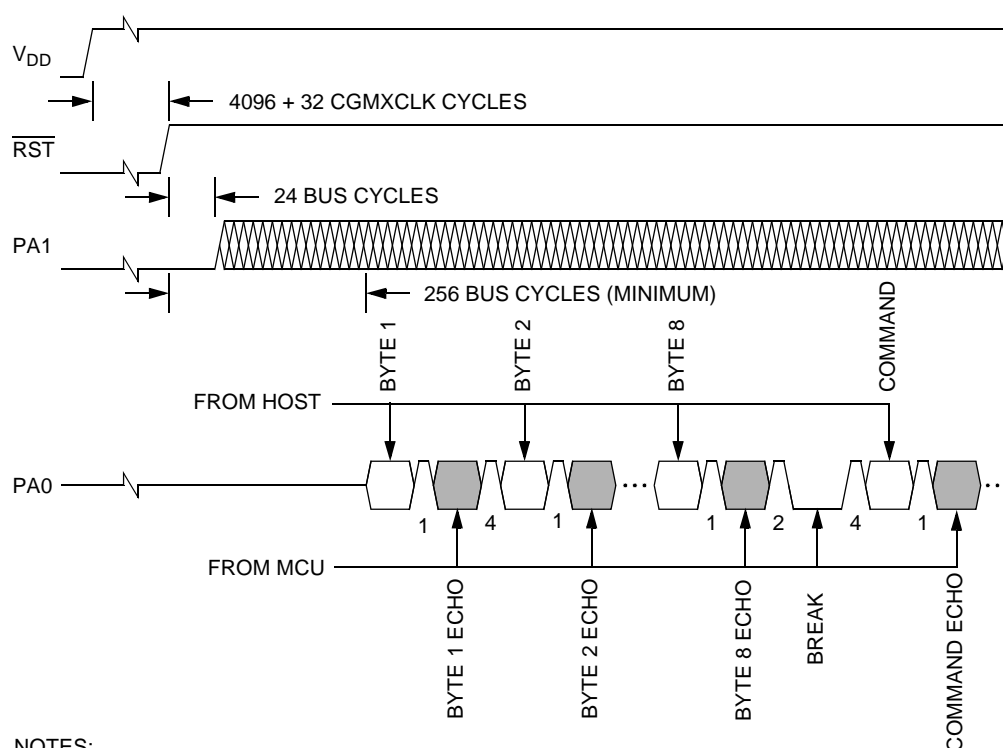 VDD
4096 + 32 CGMXCLK CYCLES
RST
24 BUS CYCLES
PA1
256 BUS CYCLES (MINIMUM)
BYTE 1
BYTE 2
BYTE 8
COMMAND
FROM HOST
PA0
1
4
1
1
2
4
1
FROM MCU
BYTE 1 ECHO
BYTE 2 ECHO
BYTE 8 ECHO
BREAK
COMMAND ECHO
NOTES: